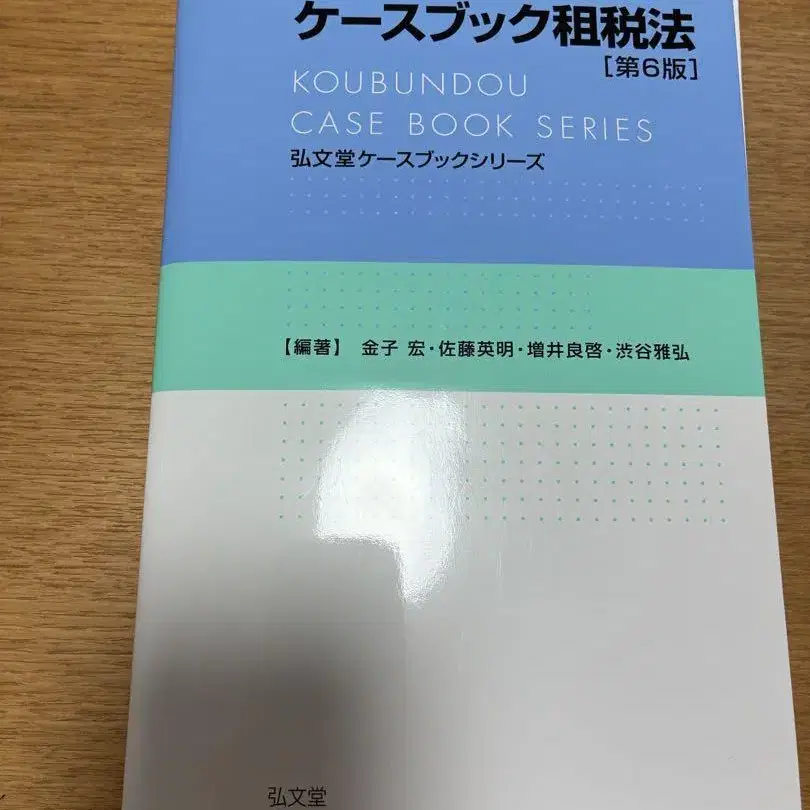 ケースブック租税法
[第6版]
KOUBUNDOU
CASE BOOK SERIES
弘文堂ケースブックシリーズ
【編著】 金子 宏・佐藤英明・増井良啓・渋谷雅弘
弘文堂